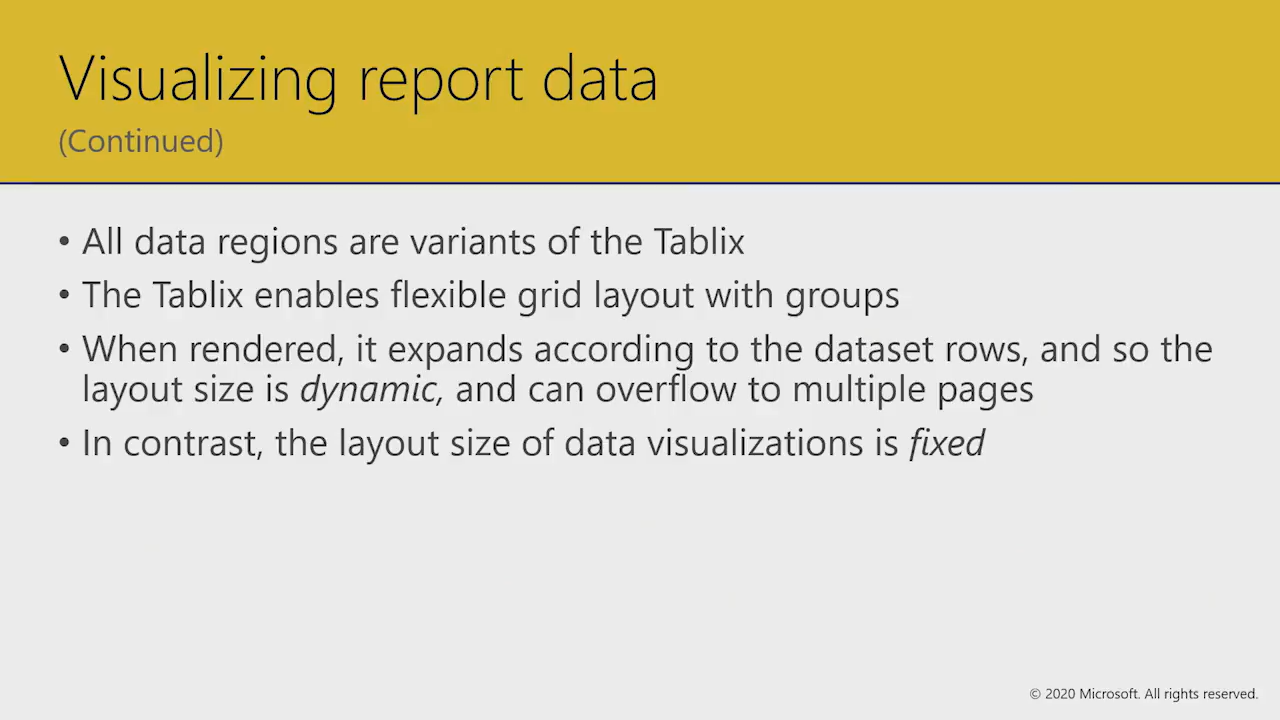 Visualizing report data
(Continued)
• All data regions are variants of the Tablix
• The Tablix enables flexible grid layout with groups
• When rendered, it expands according to the dataset rows, and so the
layout size is dynamic, and can overflow to multiple pages
• In contrast, the layout size of data visualizations is fixed
© 2020 Microsoft. All rights reserved.